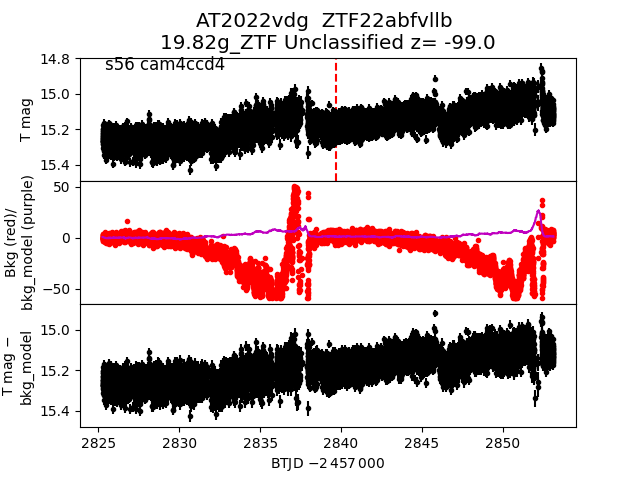 AT2022vdg  ZTF22abfvllb
19.82g_ZTF Unclassified z= -99.0
s56 cam4ccd4
T mag
14.8
15.0
15.2
15.4
Bkg (red)/
bkg_model (purple)
50
0
−50
T mag −
bkg_model
15.0
15.2
15.4
2825
2830
2835
2840
2845
2850
BTJD −2 457 000